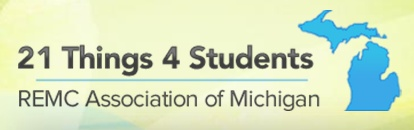 21 Things 4 Students
REMC Association of Michigan